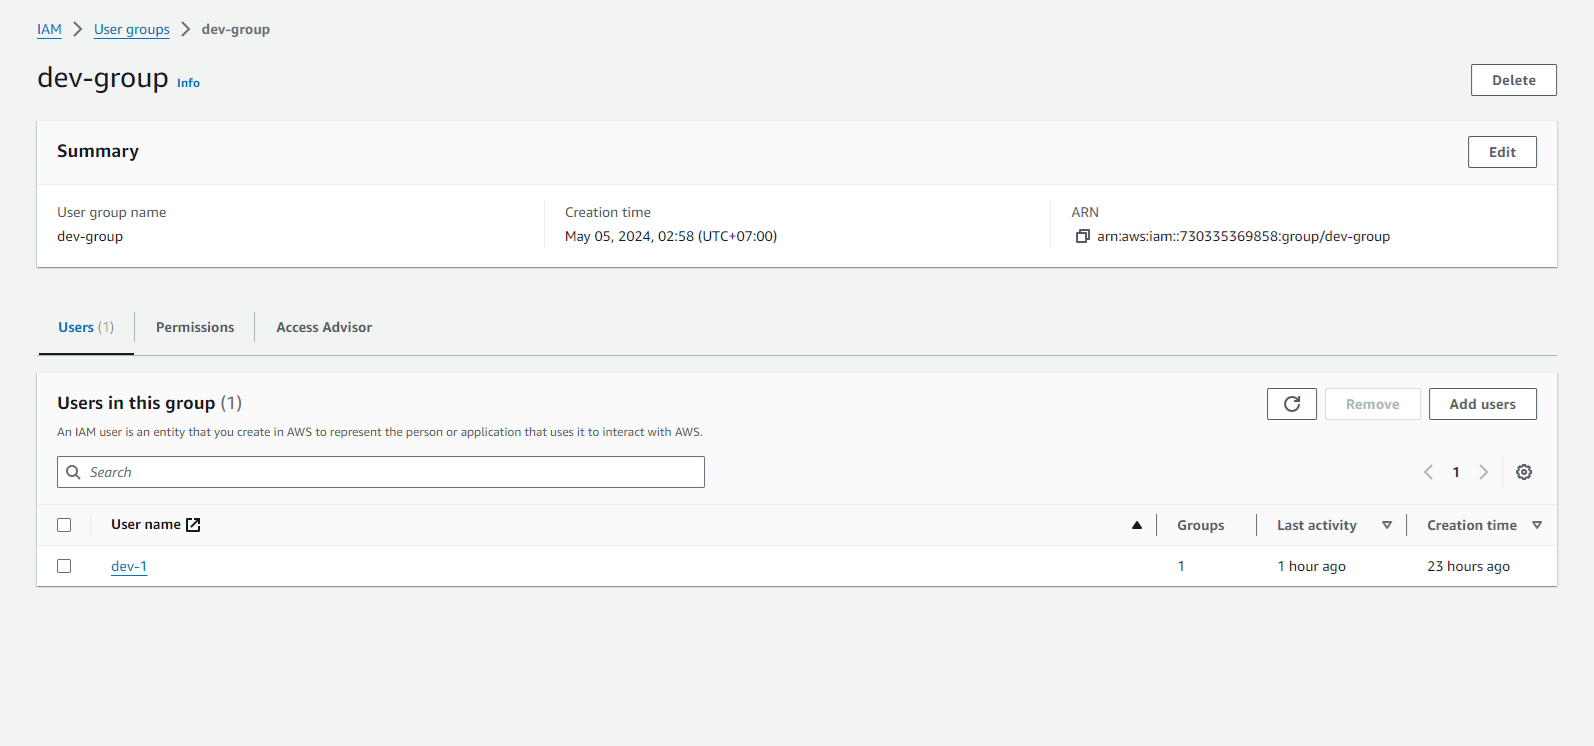 IAM > User groups > dev-group
dev-group Info
Delete
Summary
Edit
User group name
dev-group
Creation time
May 05, 2024, 02:58 (UTC+07:00)
ARN
arn:aws:iam::730335369858:group/dev-group
Users (1)
Permissions
Access Advisor
Users in this group (1)
Remove
Add users
An IAM user is an entity that you create in AWS to represent the person or application that uses it to interact with AWS.
Search
1
User name Groups Last activity Creation time
dev-1 1 1 hour ago 23 hours ago